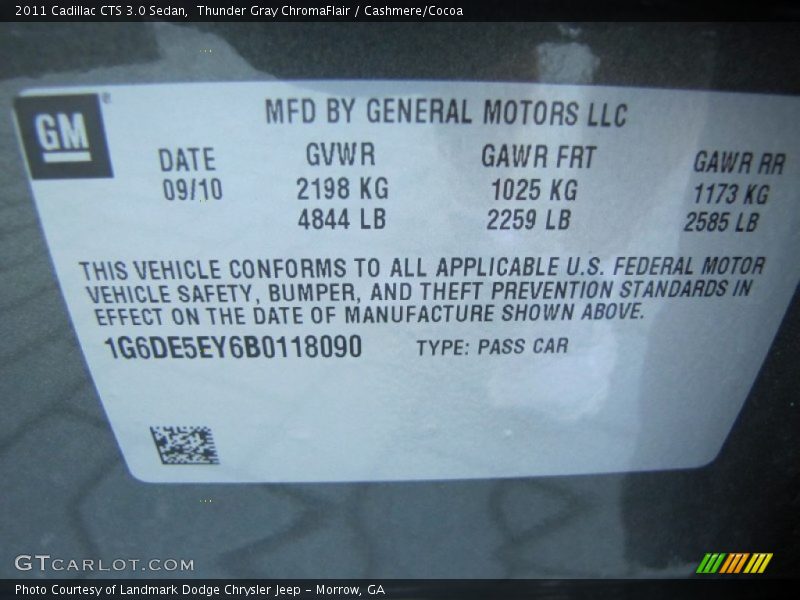 2011 Cadillac CTS 3.0 Sedan, Thunder Gray ChromaFlair / Cashmere/Cocoa
GM®
MFD BY GENERAL MOTORS LLC
DATE GVWR GAWR FRT GAWR RR
09/10 2198 KG 1025 KG 1173 KG
4844 LB 2259 LB 2585 LB
THIS VEHICLE CONFORMS TO ALL APPLICABLE U.S. FEDERAL MOTOR
VEHICLE SAFETY, BUMPER, AND THEFT PREVENTION STANDARDS IN
EFFECT ON THE DATE OF MANUFACTURE SHOWN ABOVE.
1G6DE5EY6B0118090 TYPE: PASS CAR
GTCARLOT.COM
Photo Courtesy of Landmark Dodge Chrysler Jeep – Morrow, GA